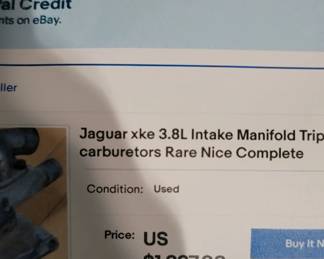 al Credit
nts on eBay.
ller
Jaguar xke 3.8L Intake Manifold Trip
carburetors Rare Nice Complete
Condition: Used
Price: US
Buy It N